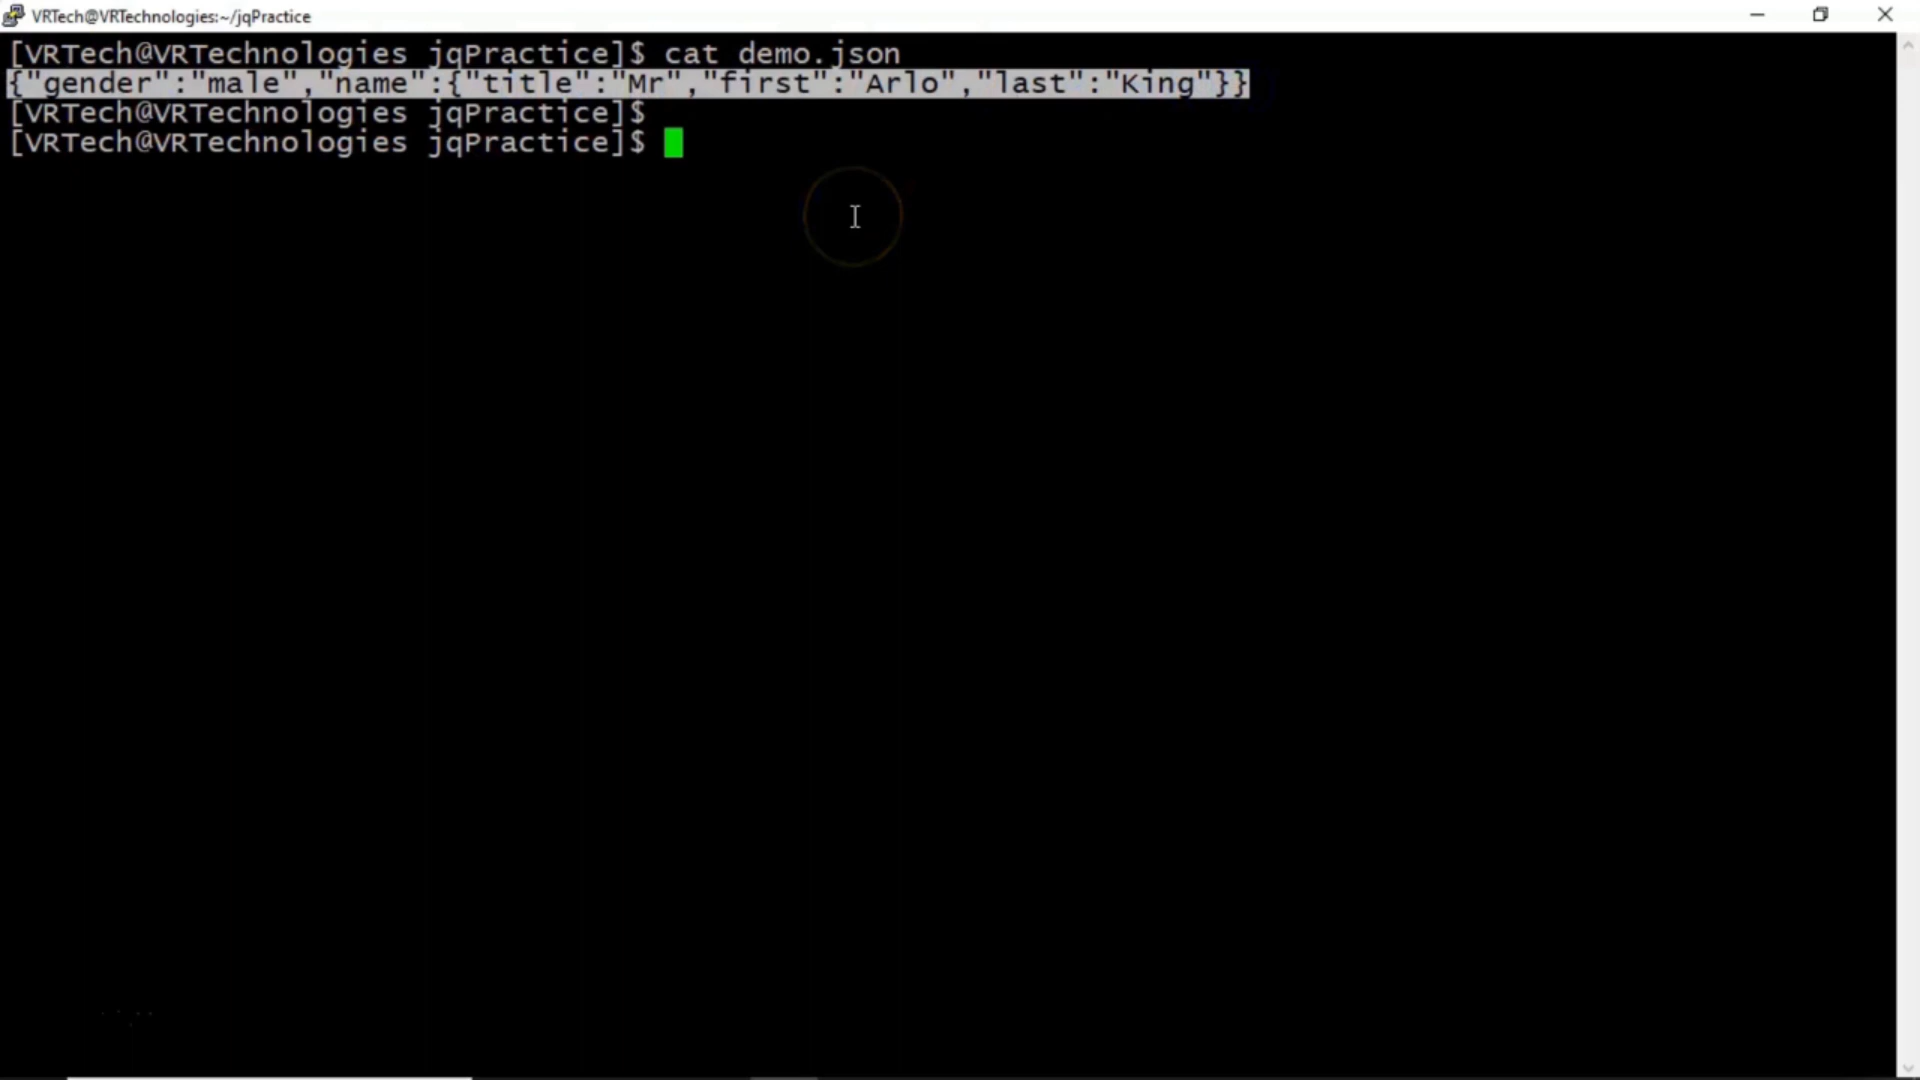 VRTech@VRTechnologies:~/jqPractice
[VRTech@VRTechnologies jqPractice]$ cat demo.json
{"gender":"male","name":{"title":"Mr","first":"Arlo","last":"King"}}
[VRTech@VRTechnologies jqPractice]$
[VRTech@VRTechnologies jqPractice]$